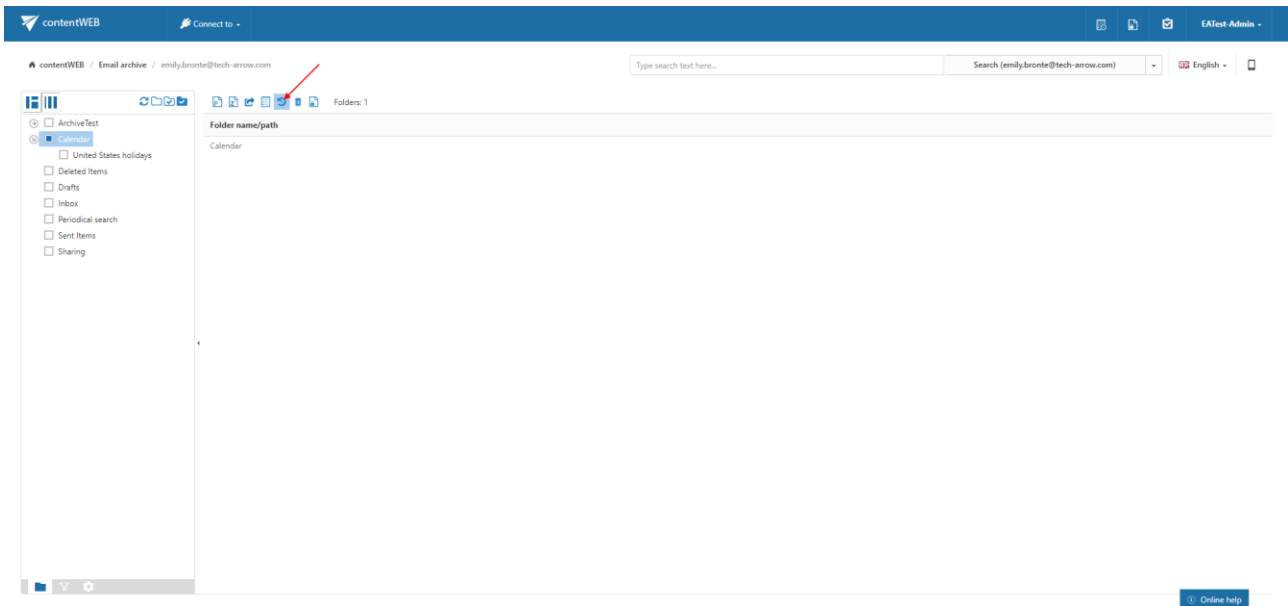 contentWEB
Connect to
EATest-Admin
contentWEB / Email archive / emily.bronte@tech-arrow.com
Type search text here...
Search (emily.bronte@tech-arrow.com)
English
Folders: 1
ArchiveTest
Calendar
United States holidays
Deleted Items
Drafts
Inbox
Periodical search
Sent Items
Sharing
Folder name/path
Calendar
Online help